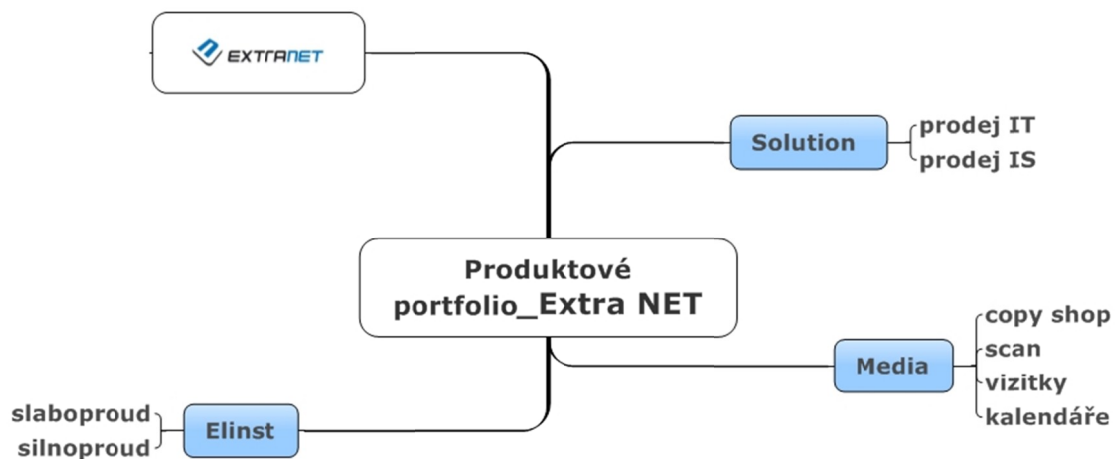 EXTRANET
Solution
prodej IT
prodej IS
Produktové
portfolio_Extra NET
Media
copy shop
scan
vizitky
kalendáře
Elinst
slaboproud
silnoproud